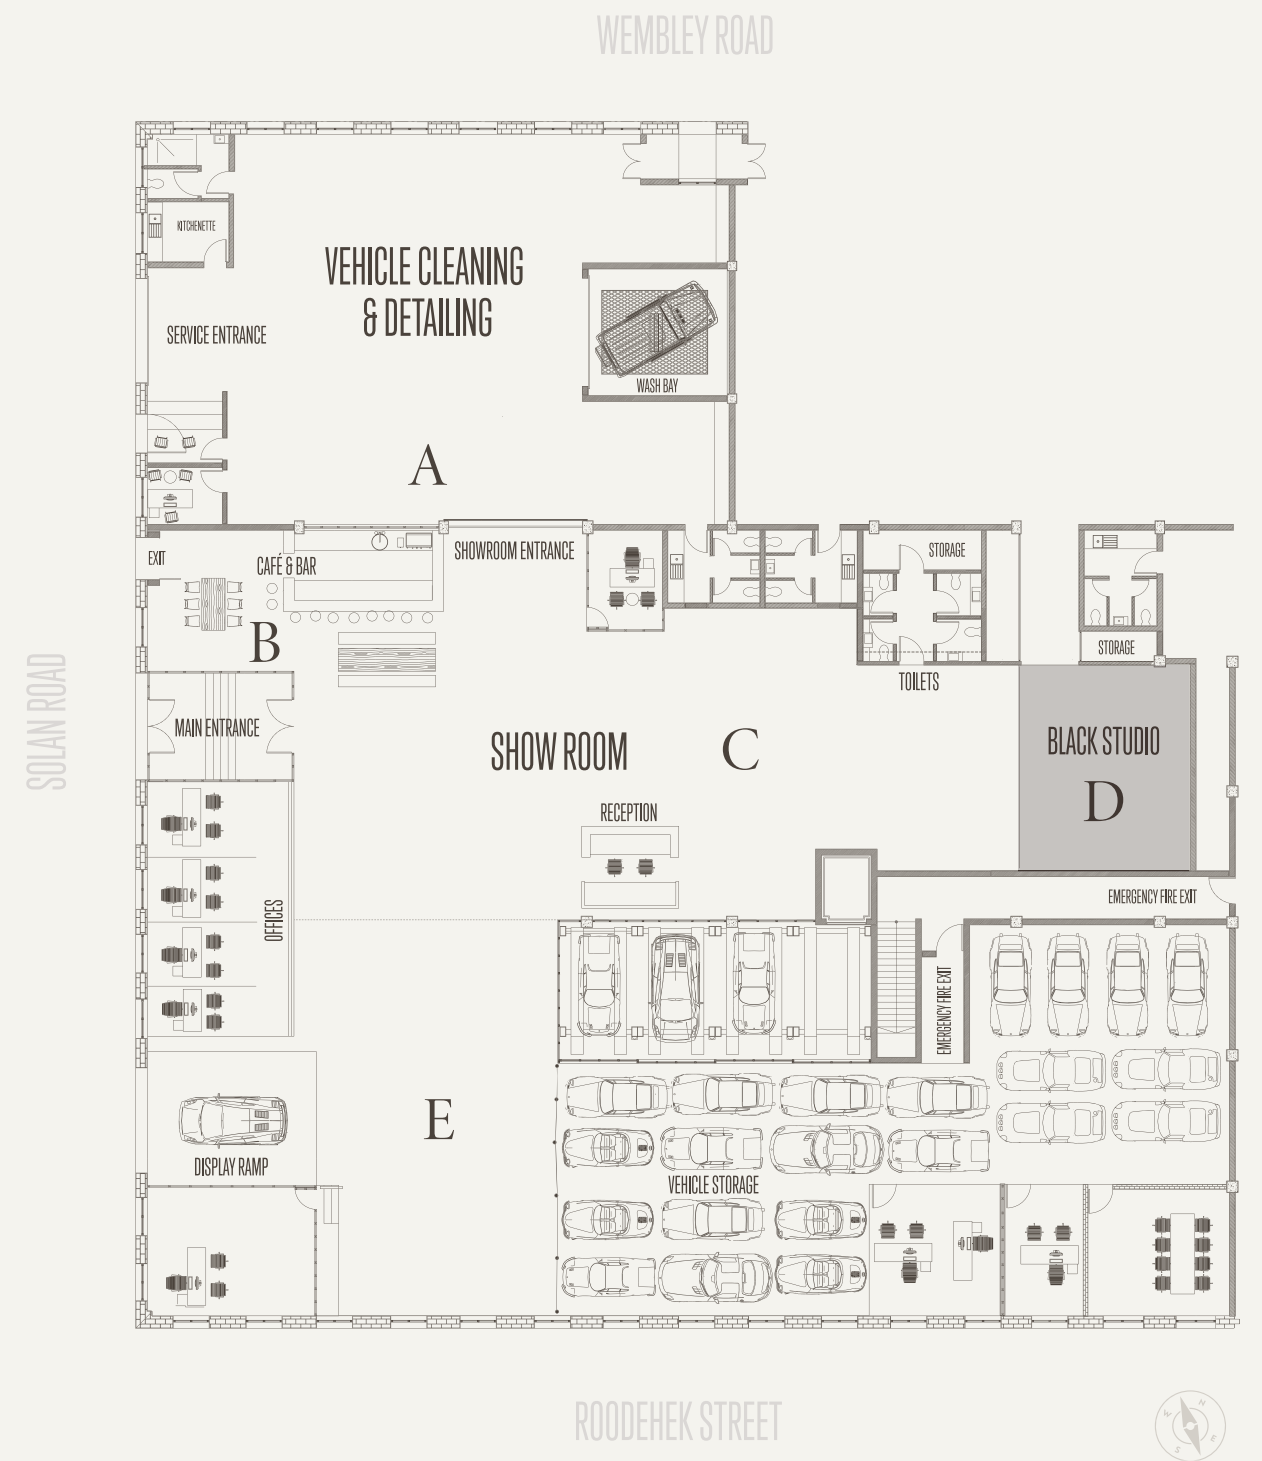 WEMBLEY ROAD
KITCHENETTE
VEHICLE CLEANING
& DETAILING
SERVICE ENTRANCE
WASH BAY
A
EXIT
CAFÉ & BAR
SHOWROOM ENTRANCE
STORAGE
B
STORAGE
TOILETS
SOLAN ROAD
MAIN ENTRANCE
SHOW ROOM
C
BLACK STUDIO
D
RECEPTION
OFFICES
EMERGENCY FIRE EXIT
EMERGENCY FIRE EXIT
E
DISPLAY RAMP
VEHICLE STORAGE
ROODEHEK STREET
N
W
E
S